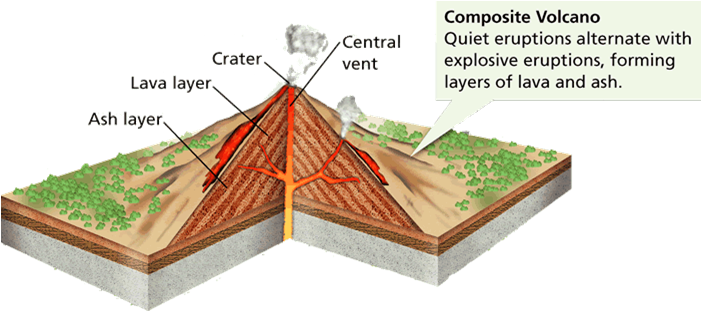 Composite Volcano
Quiet eruptions alternate with
explosive eruptions, forming
layers of lava and ash.
Central
vent
Crater
Lava layer
Ash layer